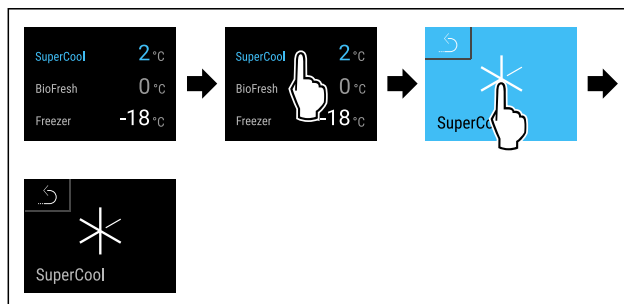 SuperCool 2 °C
BioFresh 0 °C
Freezer -18 °C
SuperCool 2 °C
BioFresh 0 °C
Freezer -18 °C
SuperCo
SuperCool